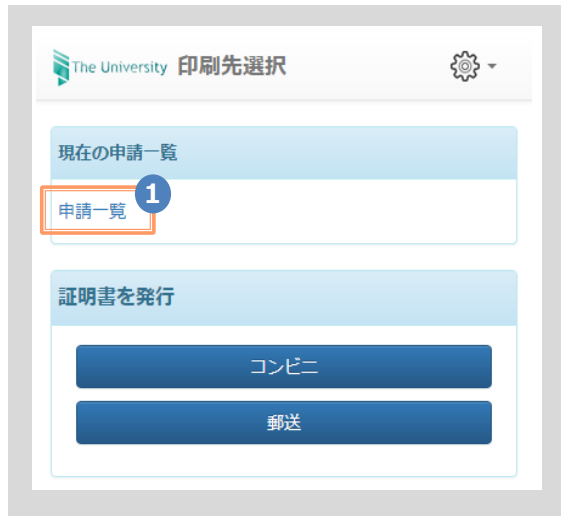 The University 印刷先選択
現在の申請一覧
1
申請一覧
証明書を発行
コンビニ
郵送